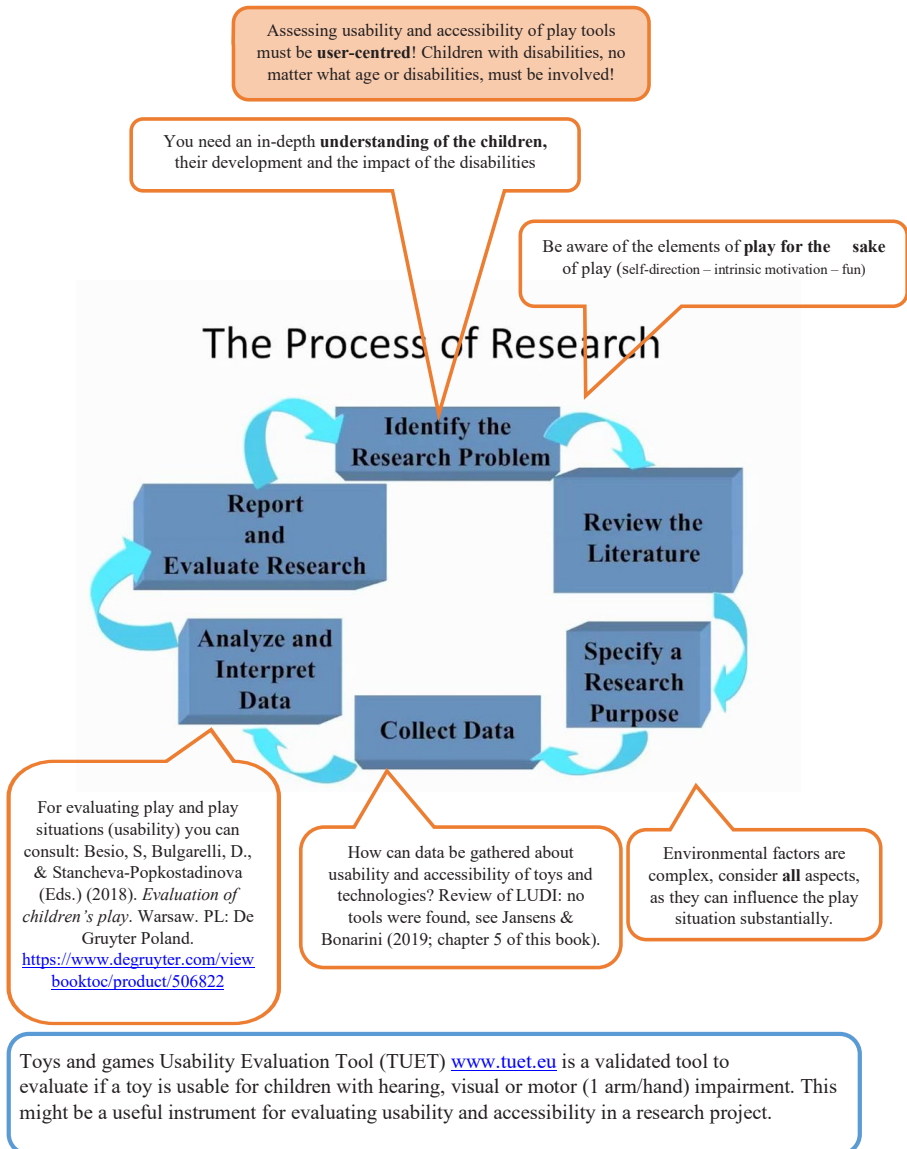 Assessing usability and accessibility of play tools
must be user-centred! Children with disabilities, no
matter what age or disabilities, must be involved!
You need an in-depth understanding of the children,
their development and the impact of the disabilities
Be aware of the elements of play for the sake
of play (self-direction – intrinsic motivation – fun)
The Process of Research
Identify the
Research Problem
Review the
Literature
Specify a
Research
Purpose
Collect Data
Analyze and
Interpret
Data
Report
and
Evaluate Research
For evaluating play and play
situations (usability) you can
consult: Besio, S, Bulgarelli, D.,
& Stancheva-Popkostadinova
(Eds.) (2018). Evaluation of
children’s play. Warsaw. PL: De
Gruyter Poland.
https://www.degruyter.com/view
booktoc/product/506822
How can data be gathered about
usability and accessibility of toys and
technologies? Review of LUDI: no
tools were found, see Jansens &
Bonarini (2019; chapter 5 of this book).
Environmental factors are
complex, consider all aspects,
as they can influence the play
situation substantially.
Toys and games Usability Evaluation Tool (TUET) www.tuet.eu is a validated tool to
evaluate if a toy is usable for children with hearing, visual or motor (1 arm/hand) impairment. This
might be a useful instrument for evaluating usability and accessibility in a research project.